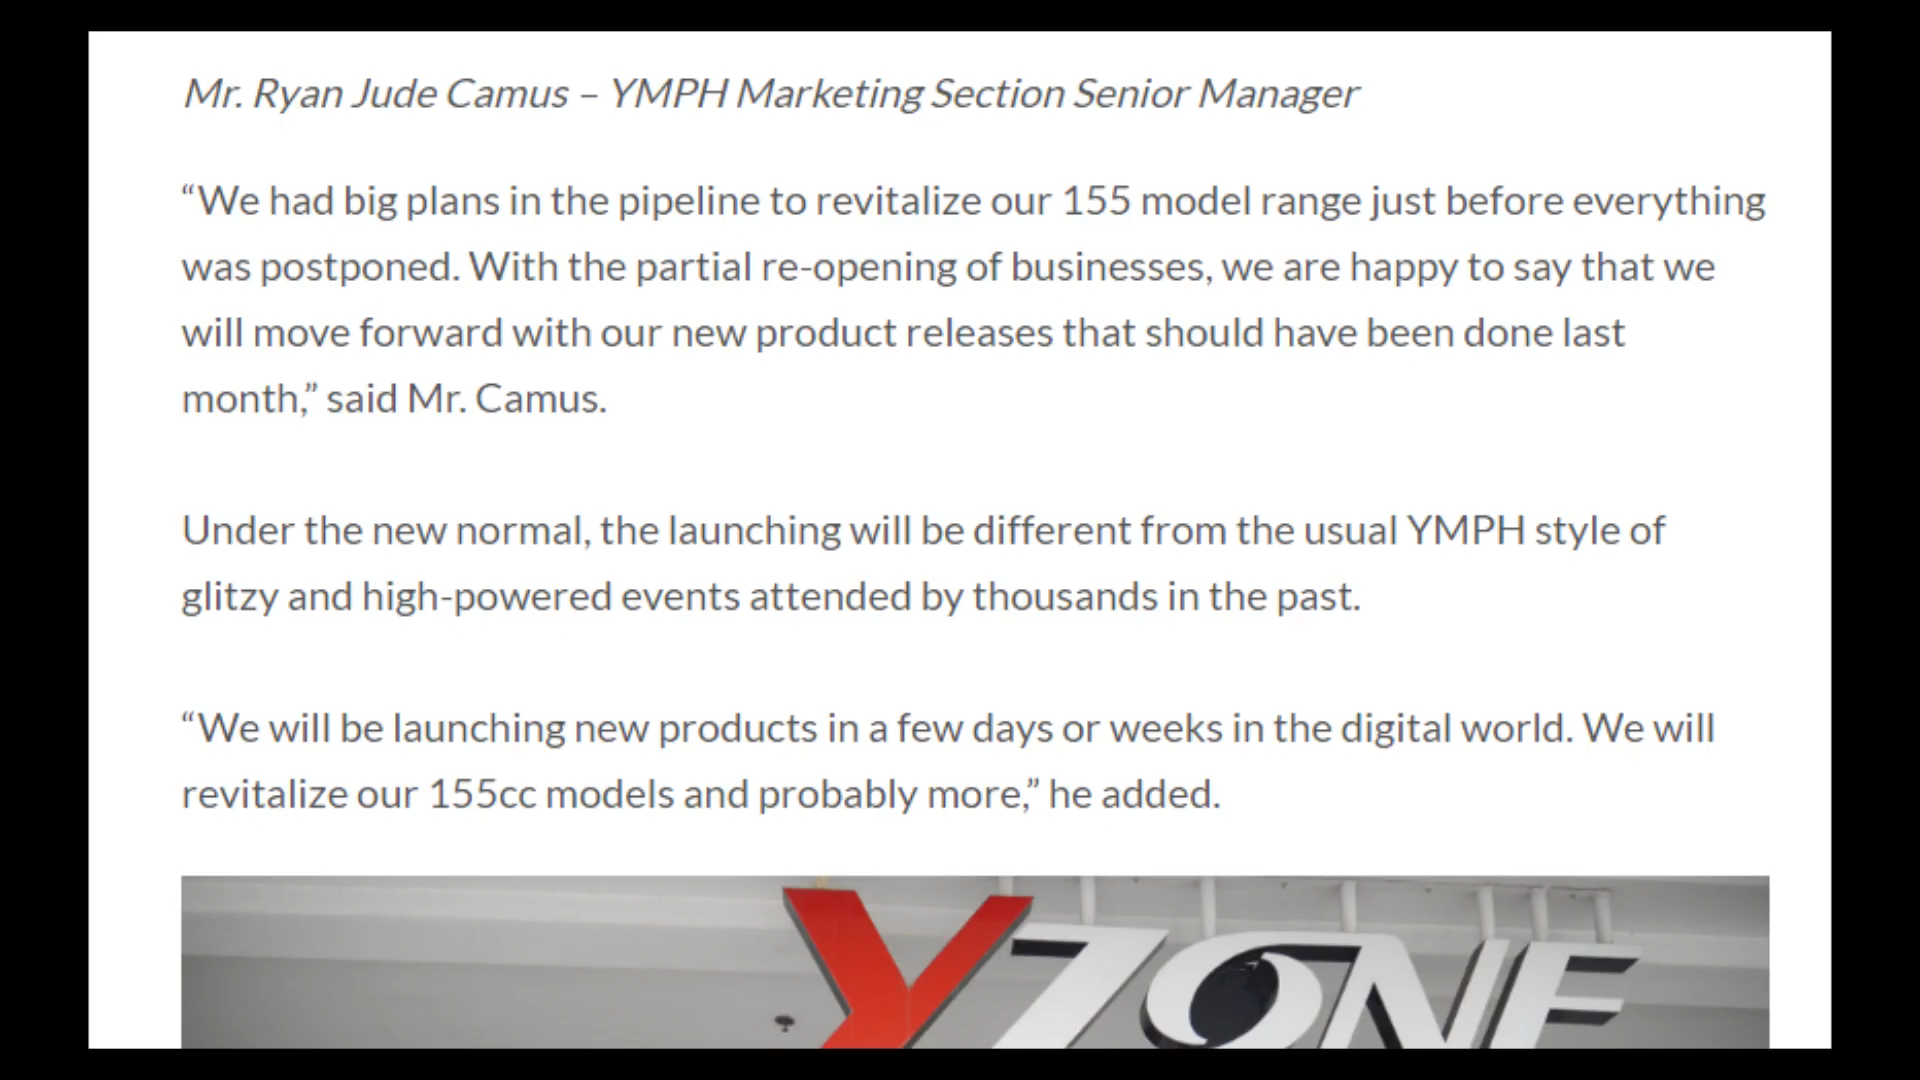 Mr. Ryan Jude Camus – YMPH Marketing Section Senior Manager
“We had big plans in the pipeline to revitalize our 155 model range just before everything
was postponed. With the partial re-opening of businesses, we are happy to say that we
will move forward with our new product releases that should have been done last
month,” said Mr. Camus.
Under the new normal, the launching will be different from the usual YMPH style of
glitzy and high-powered events attended by thousands in the past.
“We will be launching new products in a few days or weeks in the digital world. We will
revitalize our 155cc models and probably more,” he added.
YZONE